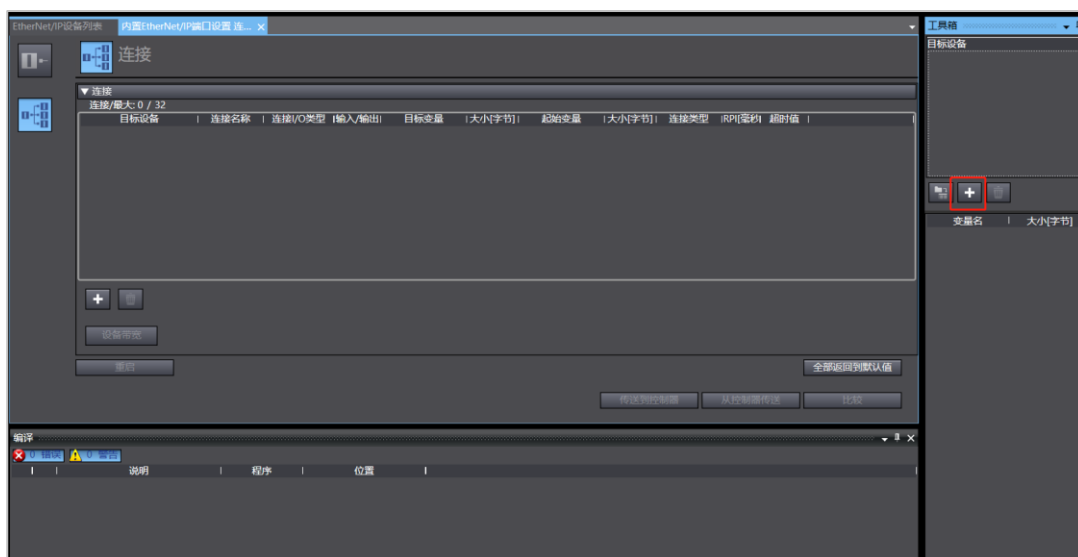 EtherNet/IP设备列表 内置EtherNet/IP端口设置 连... ×
工具箱
目标设备
连接
▼连接
连接/最大: 0 / 32
目标设备 连接名称 连接I/O类型 输入/输出 目标变量 大小[字节] 起始变量 大小[字节] 连接类型 RPI[毫秒] 超时值
变量名 大小[字节]
设备带宽
重启 全部返回到默认值
传送到控制器 从控制器传送 比较
编译
0 错误 0 警告
说明 程序 位置